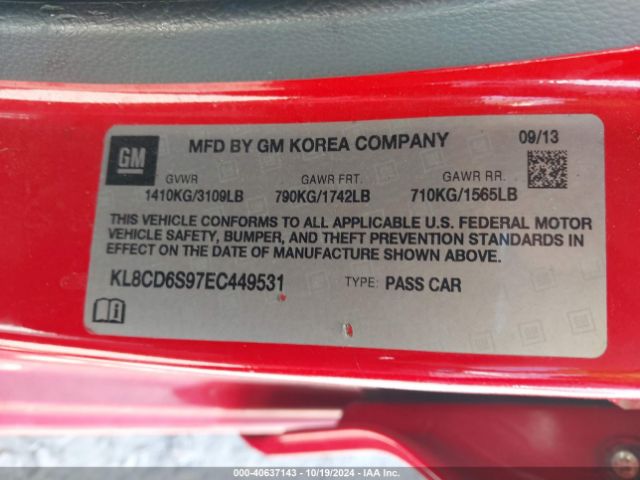 GM
MFD BY GM KOREA COMPANY
09/13
GVWR GAWR FRT. GAWR RR.
1410KG/3109LB 790KG/1742LB 710KG/1565LB
THIS VEHICLE CONFORMS TO ALL APPLICABLE U.S. FEDERAL MOTOR
VEHICLE SAFETY, BUMPER, AND THEFT PREVENTION STANDARDS IN
EFFECT ON THE DATE OF MANUFACTURE SHOWN ABOVE.
KL8CD6S97EC449531 TYPE: PASS CAR
000-40637143 | 10/19/2024 | IAA Inc.